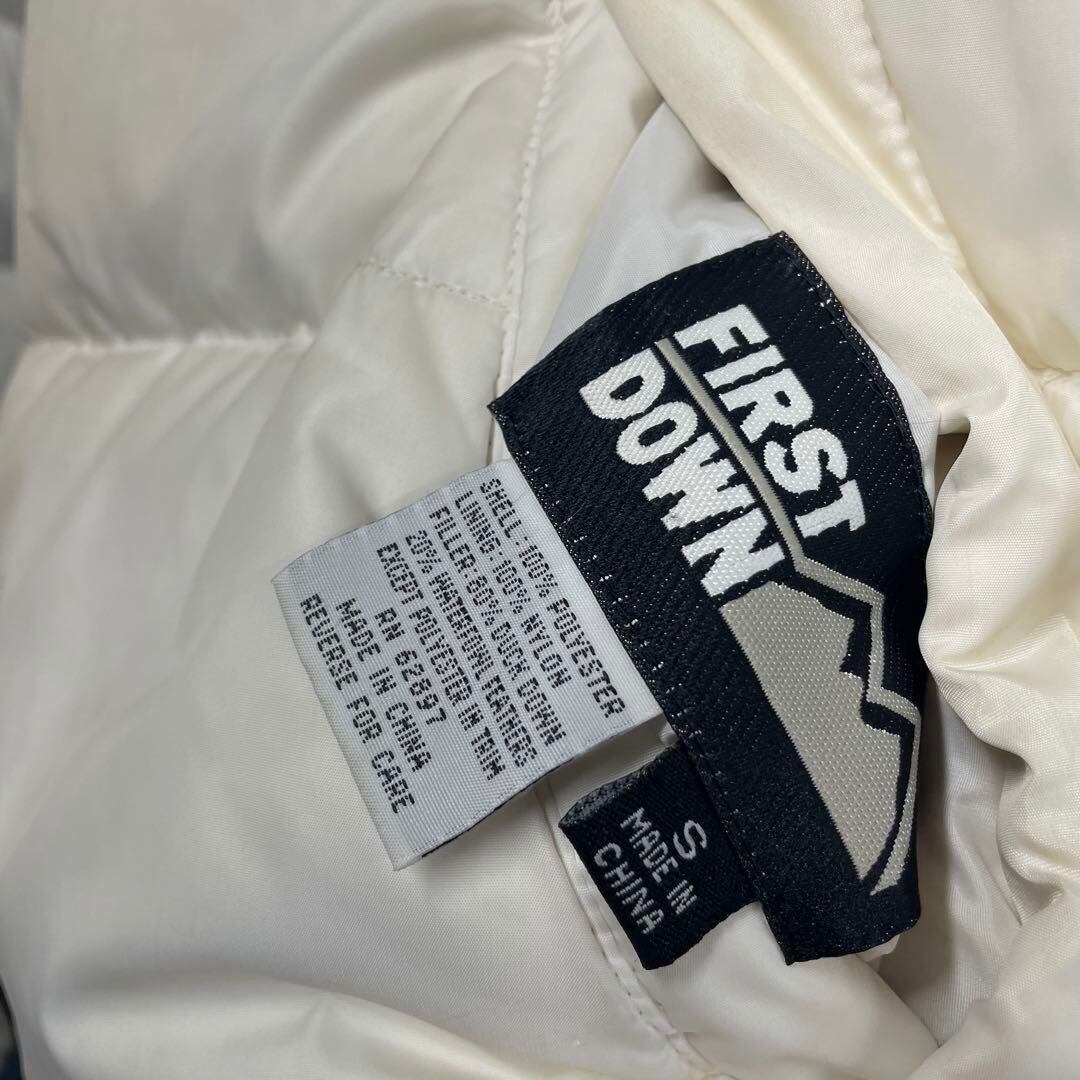 FIRST
DOWN
SHELL: 100% POLYESTER
LINING: 100% NYLON
FILLER: 80% DUCK DOWN
20% WATERFOWL FEATHERS
EXCEPT POLYESTER IN TRIM
RN 62897
MADE IN CHINA
REVERSE FOR CARE
S
MADE IN
CHINA